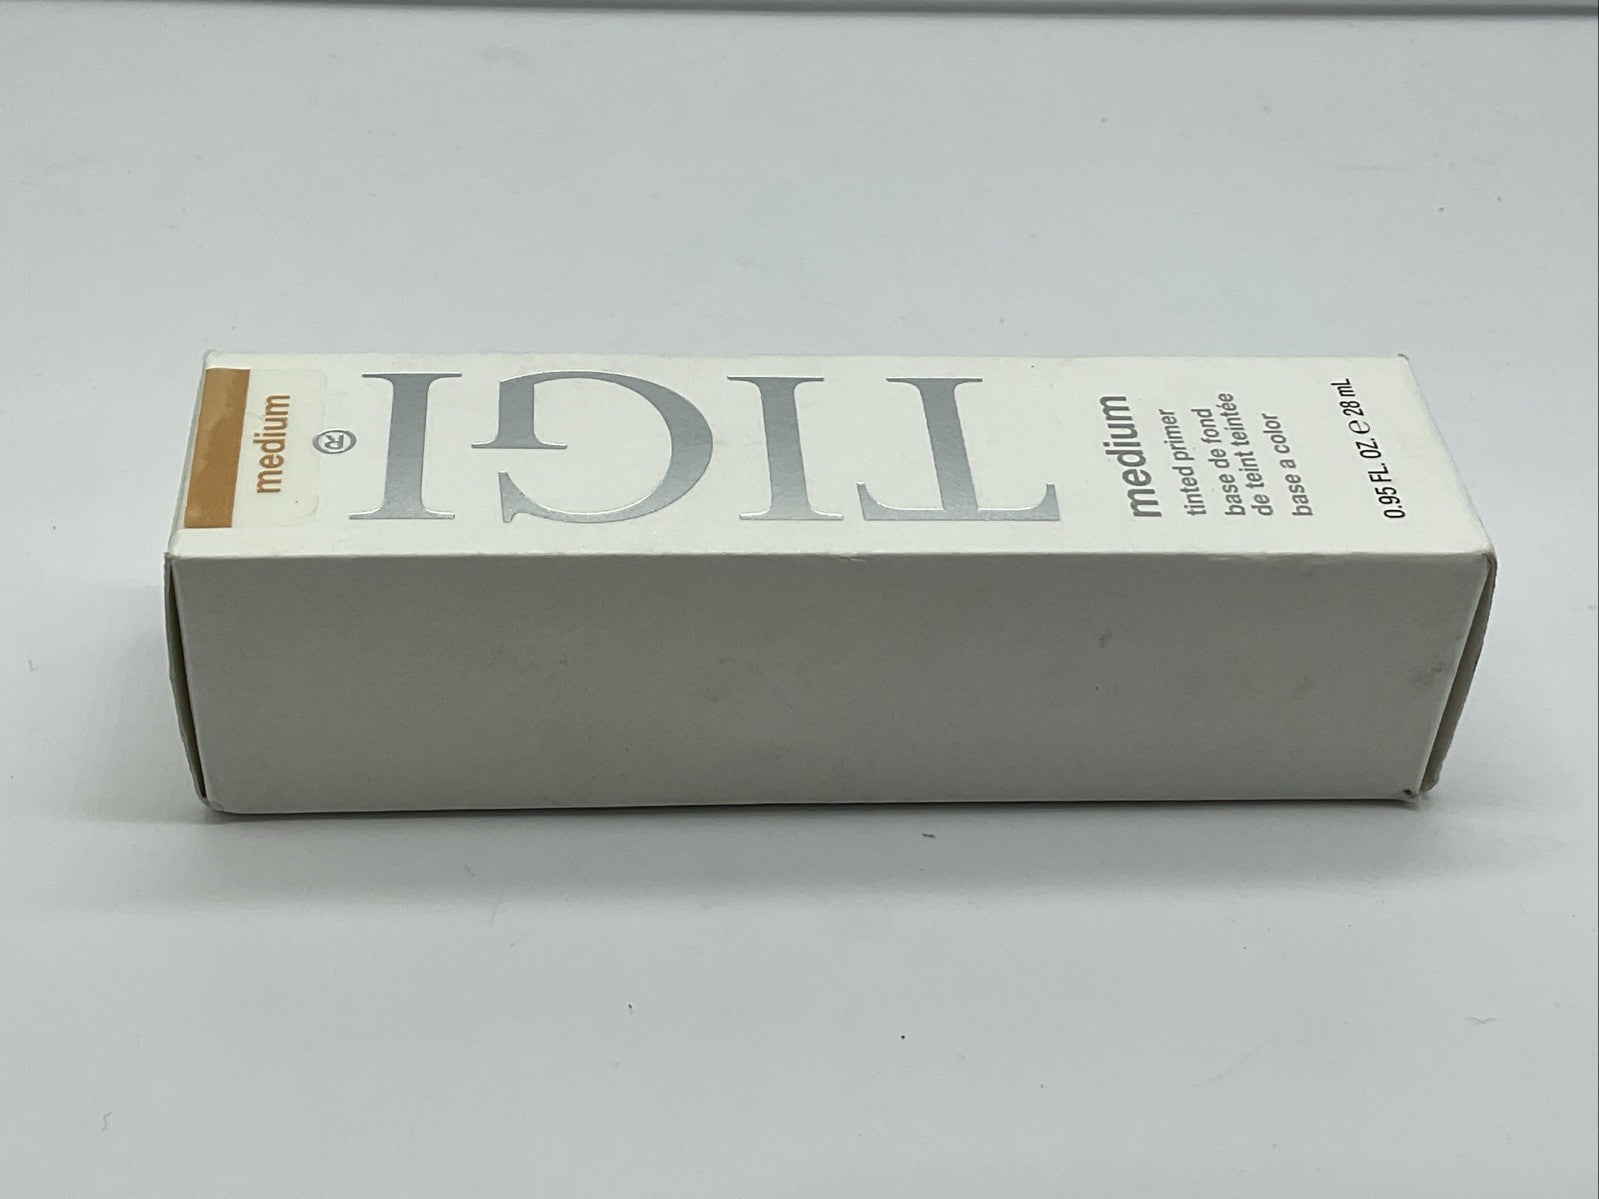 medium
TIGI®
medium
tinted primer
base de fond
de teint teintée
base a color
0.95 FL. OZ. e 28 mL